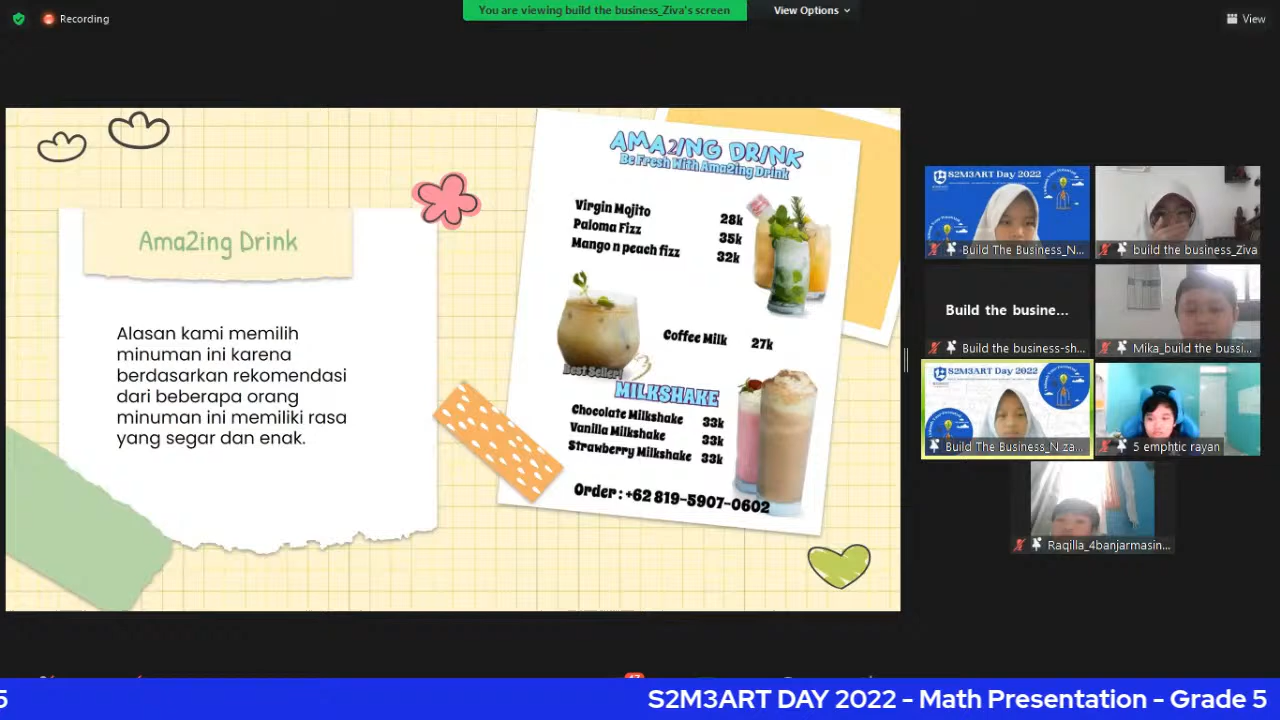 Recording
You are viewing build the business_Ziva's screen
View Options
View
Ama2ing Drink
Alasan kami memilih
minuman ini karena
berdasarkan rekomendasi
dari beberapa orang
minuman ini memiliki rasa
yang segar dan enak.
AMA2ING DRINK
Be Fresh With Ama2ing Drink
Virgin Mojito 28k
Paloma Fizz 35k
Mango n peach fizz 32k
Coffee Milk 27k
Best Seller!
MILKSHAKE
Chocolate Milkshake 33k
Vanilla Milkshake 33k
Strawberry Milkshake 33k
Order : +62 819-5907-0602
S2M3ART Day 2022
Build The Business_N...
build the business_Ziva
Build the busine...
Build the business-sh...
Mika_build the bussi...
S2M3ART Day 2022
Build The Business_N za...
5 emphtic rayan
Raqilla_4banjarmasin...
5
S2M3ART DAY 2022 - Math Presentation - Grade 5